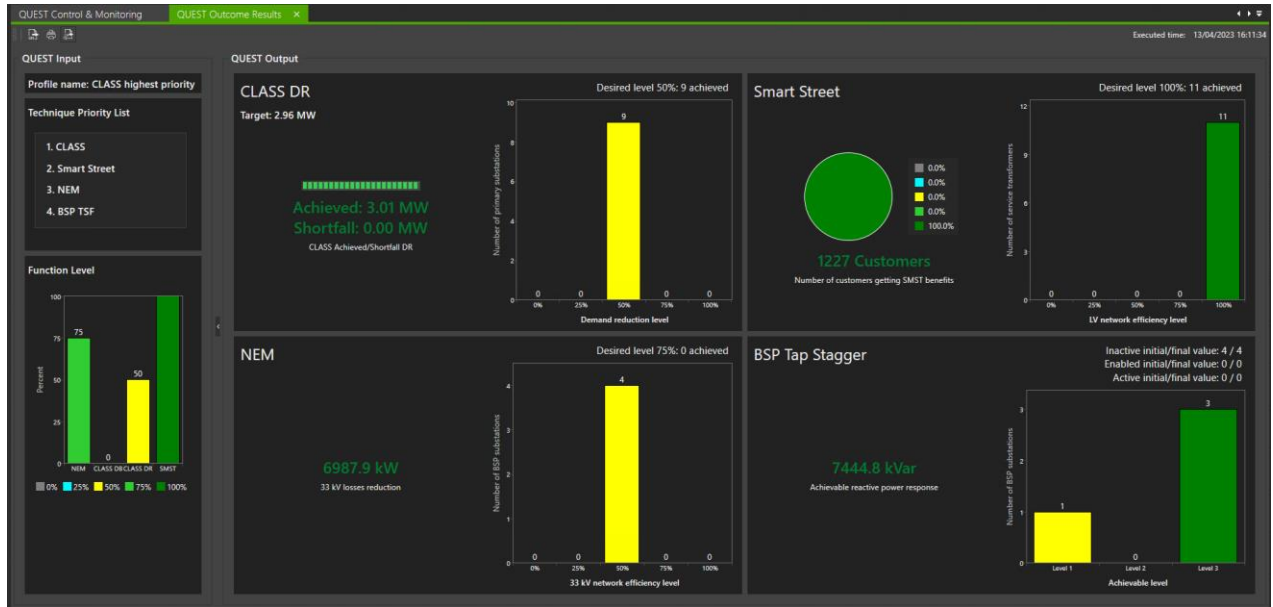 QUEST Control & Monitoring
QUEST Outcome Results ×
Executed time: 13/04/2023 16:11:34
QUEST Input
Profile name: CLASS highest priority
Technique Priority List
1. CLASS
2. Smart Street
3. NEM
4. BSP TSF
Function Level
100
75
50
25
0
Percent
75
0
50
NEM CLASS DB CLASS DR SMST
0% 25% 50% 75% 100%
QUEST Output
CLASS DR
Target: 2.96 MW
Achieved: 3.01 MW
Shortfall: 0.00 MW
CLASS Achieved/Shortfall DR
Desired level 50%: 9 achieved
Number of primary substations
10
8
6
4
2
0
0 0 9 0 0
0% 25% 50% 75% 100%
Demand reduction level
Smart Street
1227 Customers
Number of customers getting SMST benefits
0.0%
0.0%
0.0%
0.0%
100.0%
Desired level 100%: 11 achieved
Number of service transformers
12
9
6
3
0
0 0 0 0 11
0% 25% 50% 75% 100%
LV network efficiency level
NEM
6987.9 kW
33 kV losses reduction
Desired level 75%: 0 achieved
Number of BSP substations
4
3
2
1
0
0 0 4 0 0
0% 25% 50% 75% 100%
33 kV network efficiency level
BSP Tap Stagger
7444.8 kVar
Achievable reactive power response
Inactive initial/final value: 4 / 4
Enabled initial/final value: 0 / 0
Active initial/final value: 0 / 0
Number of BSP substations
3
2
1
0
1 0 3
Level 1 Level 2 Level 3
Achievable level